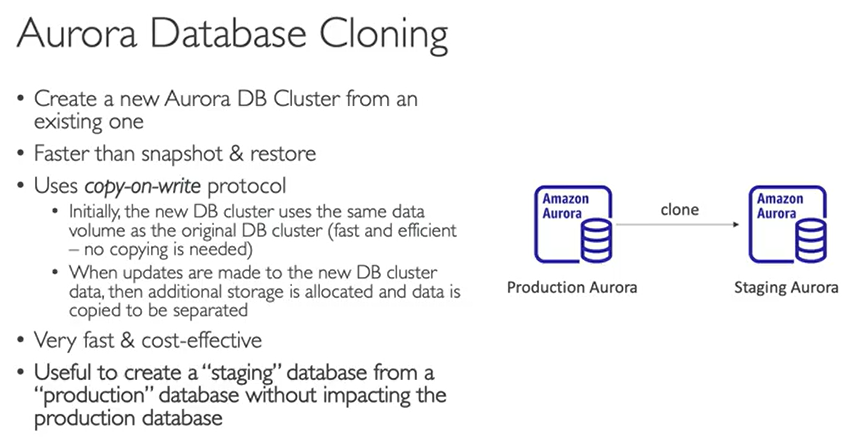 Aurora Database Cloning
• Create a new Aurora DB Cluster from an
existing one
• Faster than snapshot & restore
• Uses copy-on-write protocol
• Initially, the new DB cluster uses the same data
volume as the original DB cluster (fast and efficient
– no copying is needed)
• When updates are made to the new DB cluster
data, then additional storage is allocated and data is
copied to be separated
• Very fast & cost-effective
• Useful to create a “staging” database from a
“production” database without impacting the
production database
Amazon
Aurora
clone
Amazon
Aurora
Production Aurora
Staging Aurora